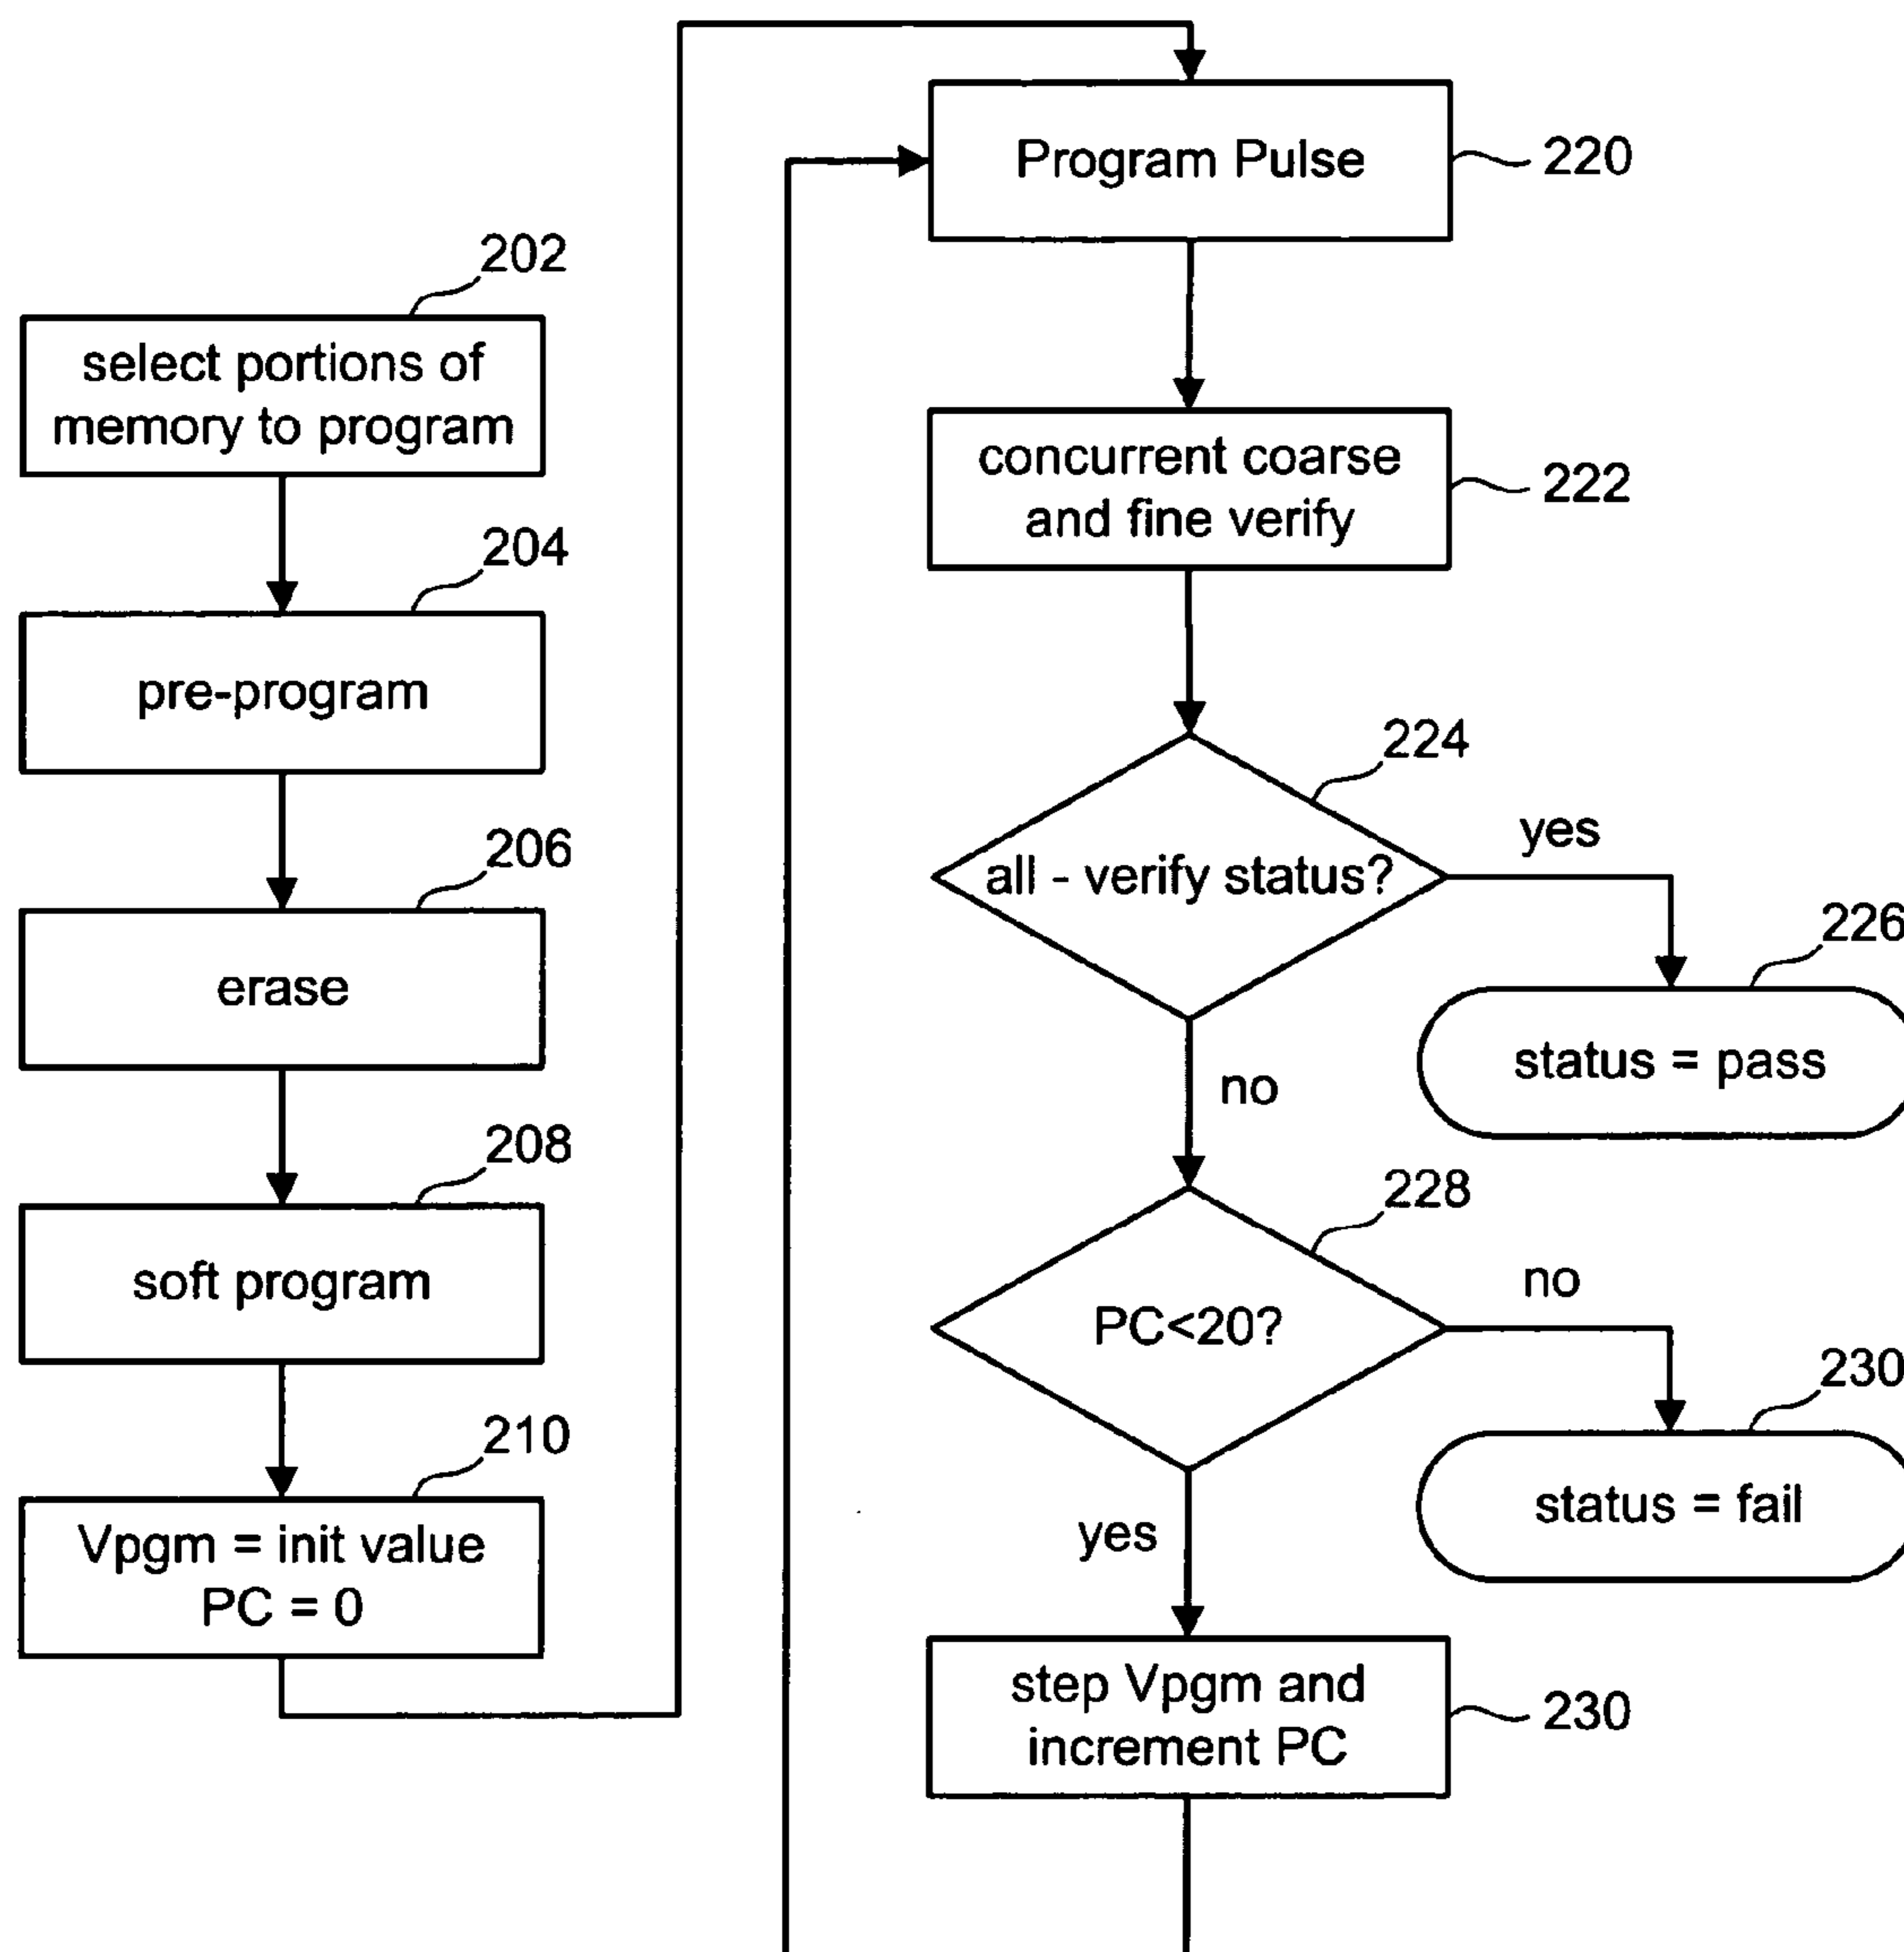 202
select portions of
memory to program
204
pre-program
206
erase
208
soft program
210
Vpgm = init value
PC = 0
Program Pulse
220
concurrent coarse
and fine verify
222
224
all - verify status?
yes
226
status = pass
no
228
PC<20?
no
230
status = fail
yes
step Vpgm and
increment PC
230